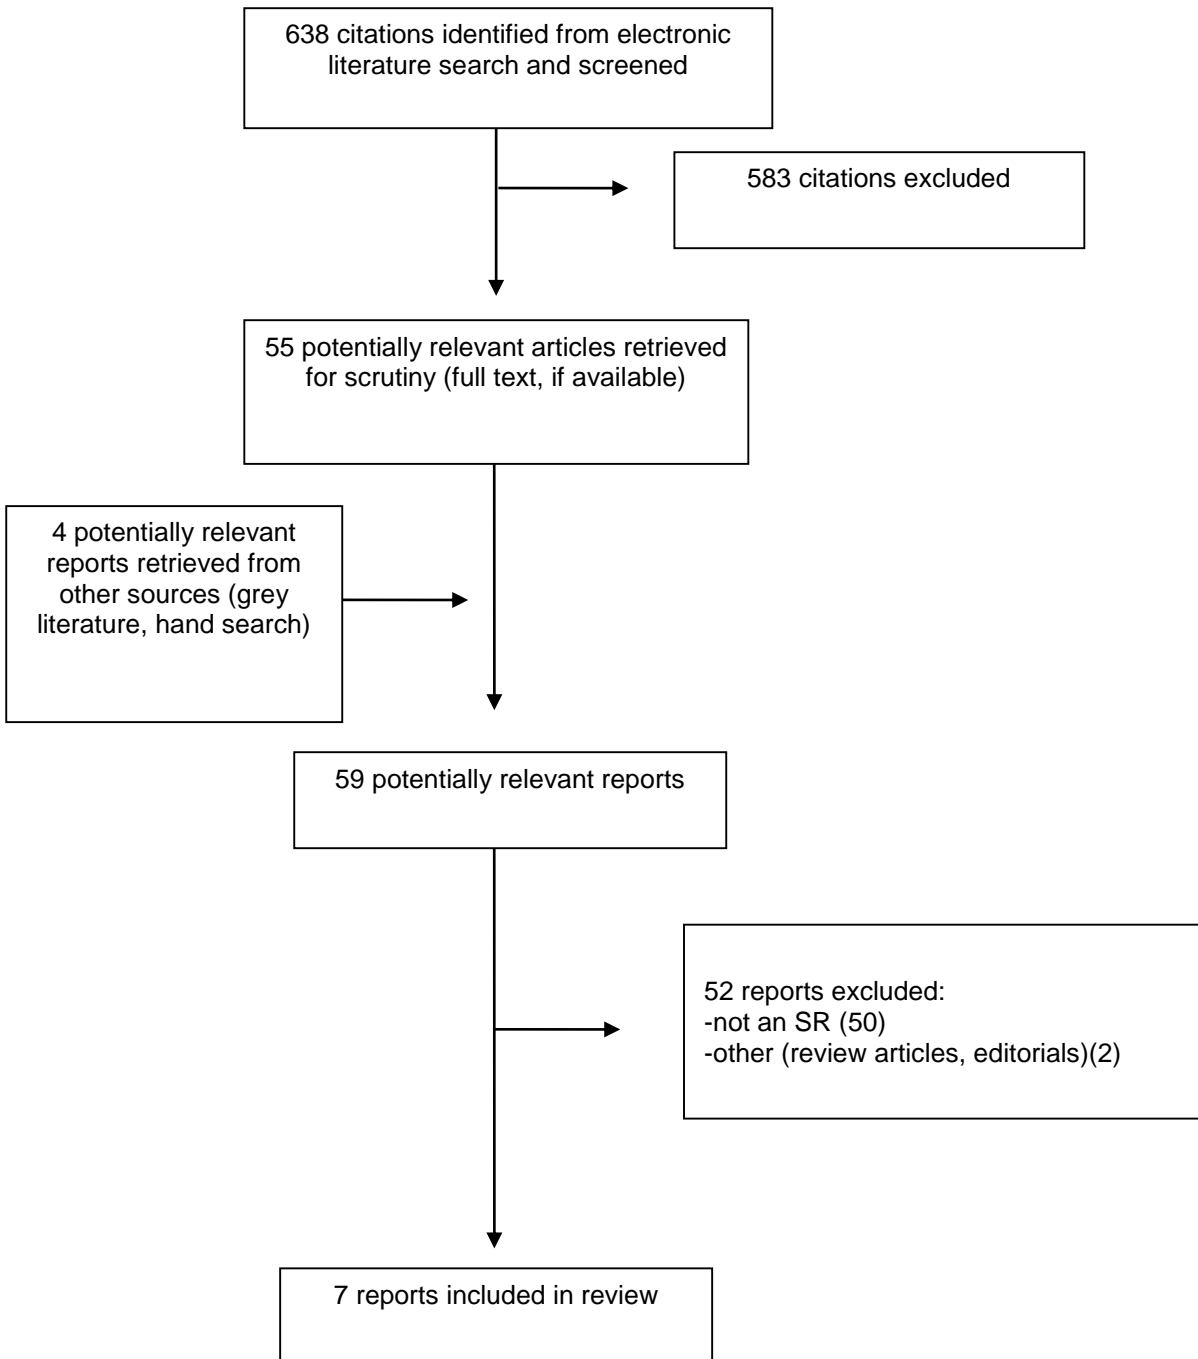 638 citations identified from electronic
literature search and screened
583 citations excluded
55 potentially relevant articles retrieved
for scrutiny (full text, if available)
4 potentially relevant
reports retrieved from
other sources (grey
literature, hand search)
59 potentially relevant reports
52 reports excluded:
-not an SR (50)
-other (review articles, editorials)(2)
7 reports included in review